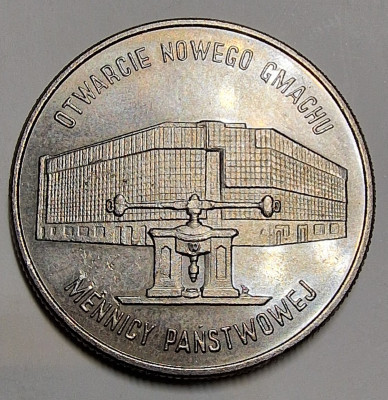 OTWARCIE NOWEGO GMACHU
MENNICY PAŃSTWOWEJ